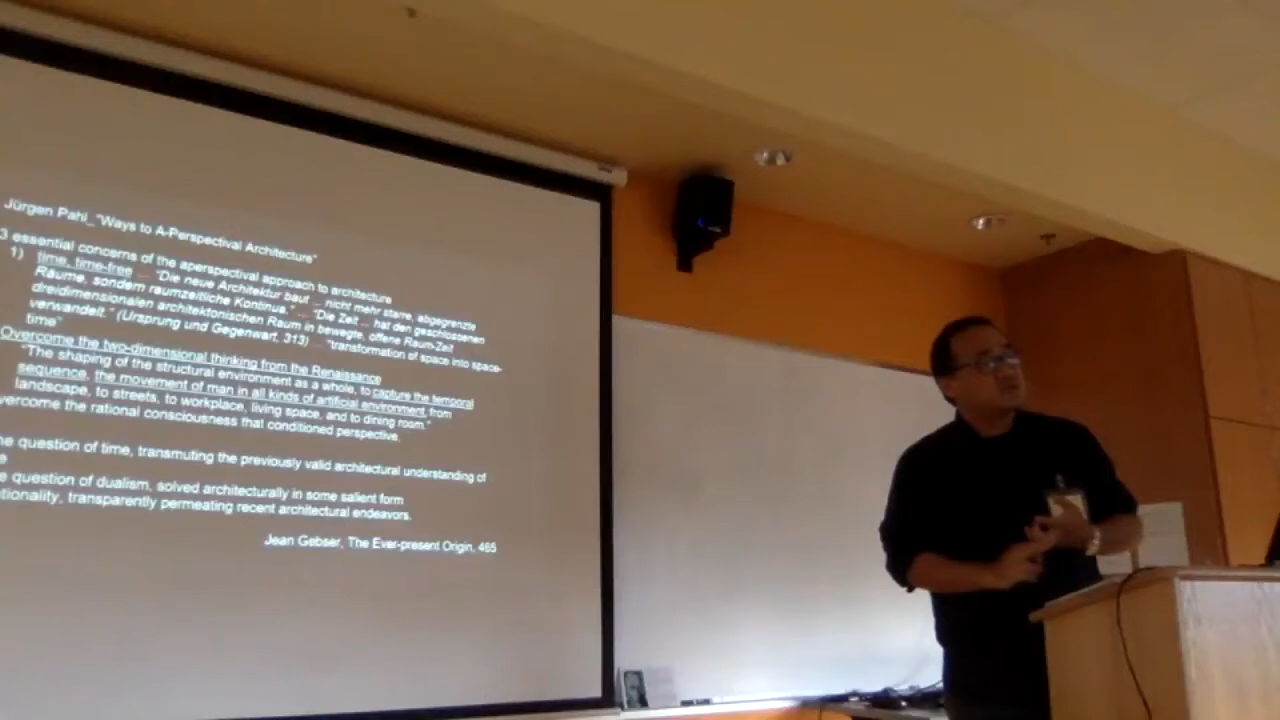 Jürgen Pahl_ "Ways to A-Perspectival Architecture"
3 essential concerns of the aperspectival approach to architecture
1) time, time-free ... "Die neue Architektur baut ... nicht mehr starre, abgegrenzte
Räume, sondern raumzeitliche Kontinua." ... "Die Zeit ... hat den geschlossenen
dreidimensionalen architektonischen Raum in bewegte, offene Raum-Zeit
verwandelt." (Ursprung und Gegenwart, 313) ... "transformation of space into space-
time"
Overcome the two-dimensional thinking from the Renaissance
"The shaping of the structural environment as a whole, to capture the temporal
sequence, the movement of man in all kinds of artificial environment, from
landscape, to streets, to workplace, living space, and to dining room."
vercome the rational consciousness that conditioned perspective.
he question of time, transmuting the previously valid architectural understanding of
e
e question of dualism, solved architecturally in some salient form
tionality, transparently permeating recent architectural endeavors.
Jean Gebser, The Ever-present Origin, 465